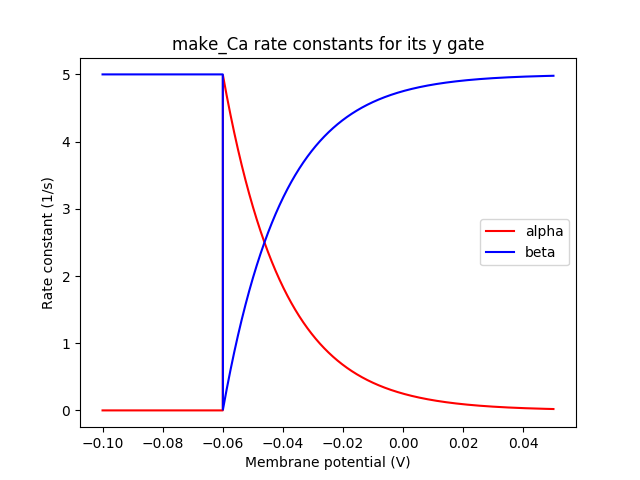 make_Ca rate constants for its y gate
Rate constant (1/s)
5
4
3
2
1
0
alpha
beta
−0.10 −0.08 −0.06 −0.04 −0.02 0.00 0.02 0.04
Membrane potential (V)